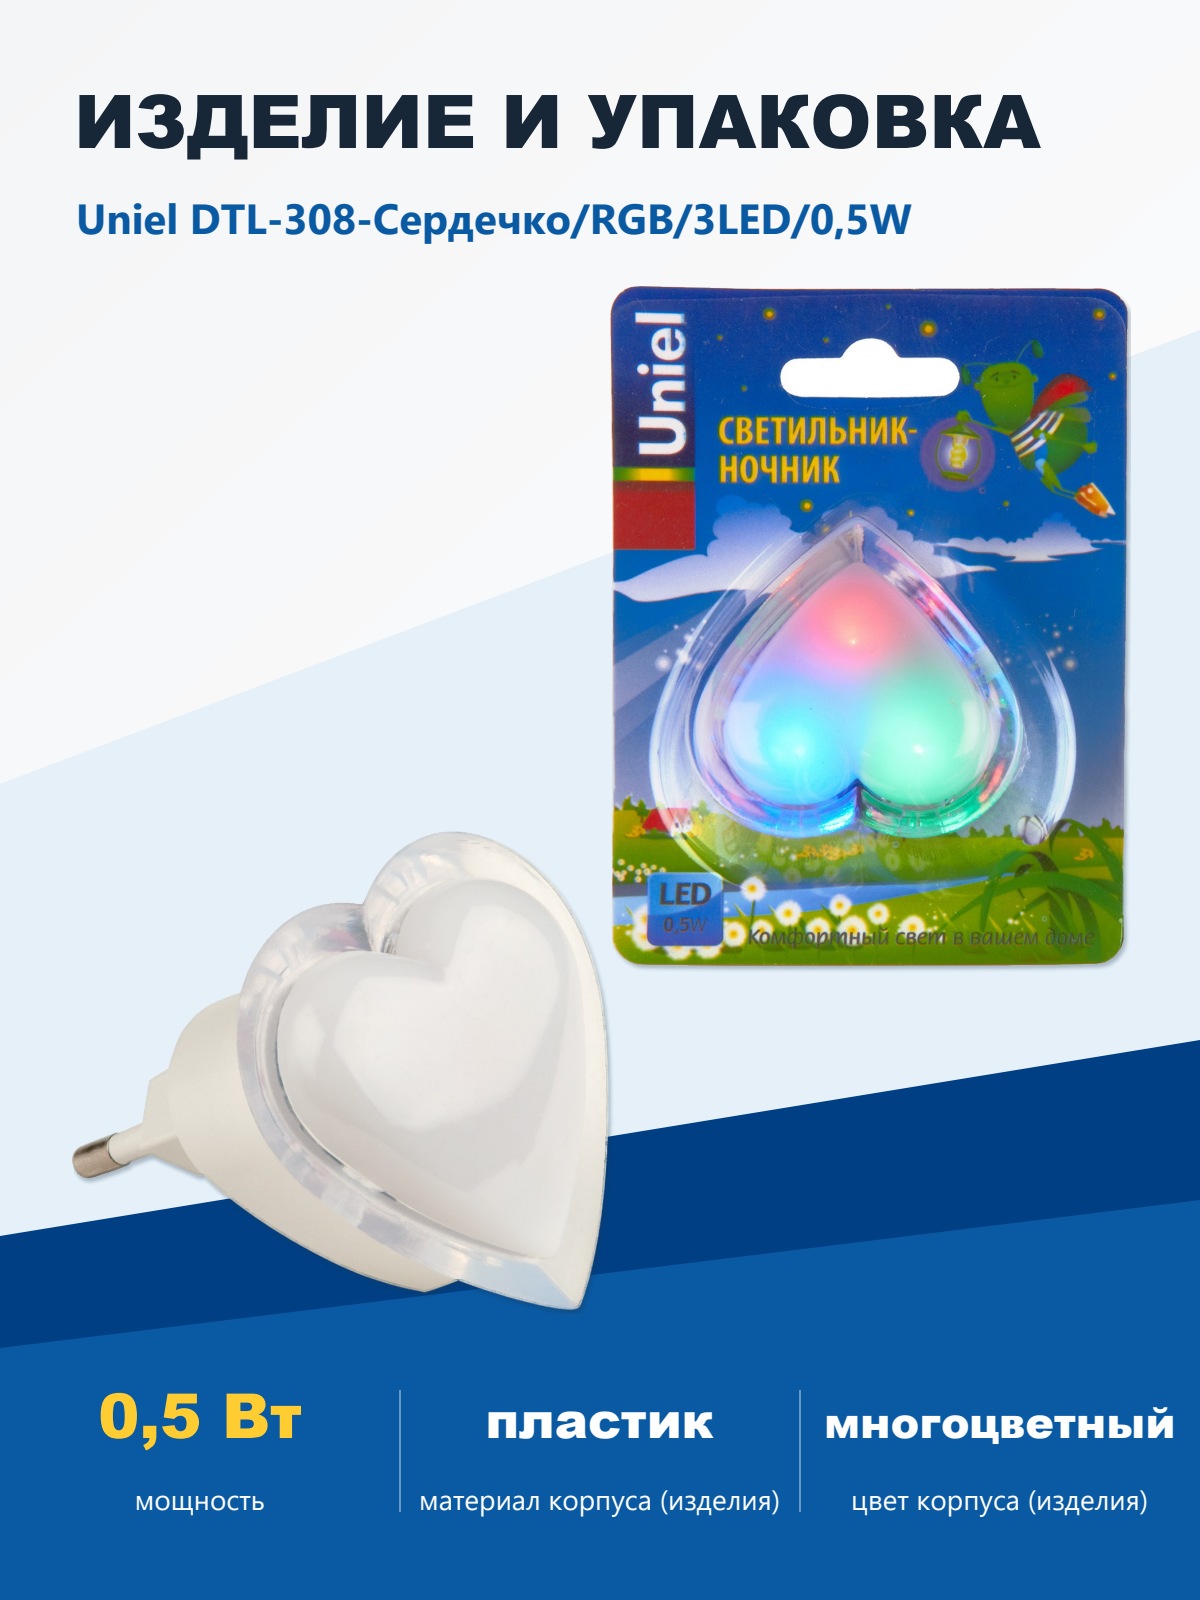 ИЗДЕЛИЕ И УПАКОВКА
Uniel DTL-308-Сердечко/RGB/3LED/0,5W
Uniel
СВЕТИЛЬНИК-
НОЧНИК
LED
0,5W
Комфортный свет в вашем доме
0,5 Вт
мощность
пластик
материал корпуса (изделия)
многоцветный
цвет корпуса (изделия)